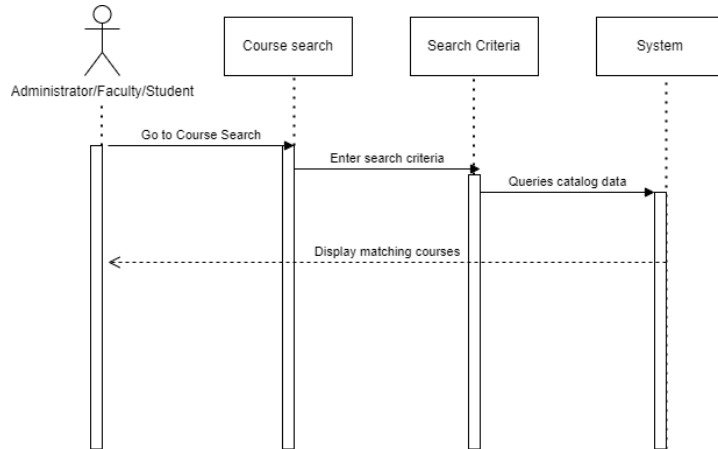 Course search
Search Criteria
System
Administrator/Faculty/Student
Go to Course Search
Enter search criteria
Queries catalog data
Display matching courses